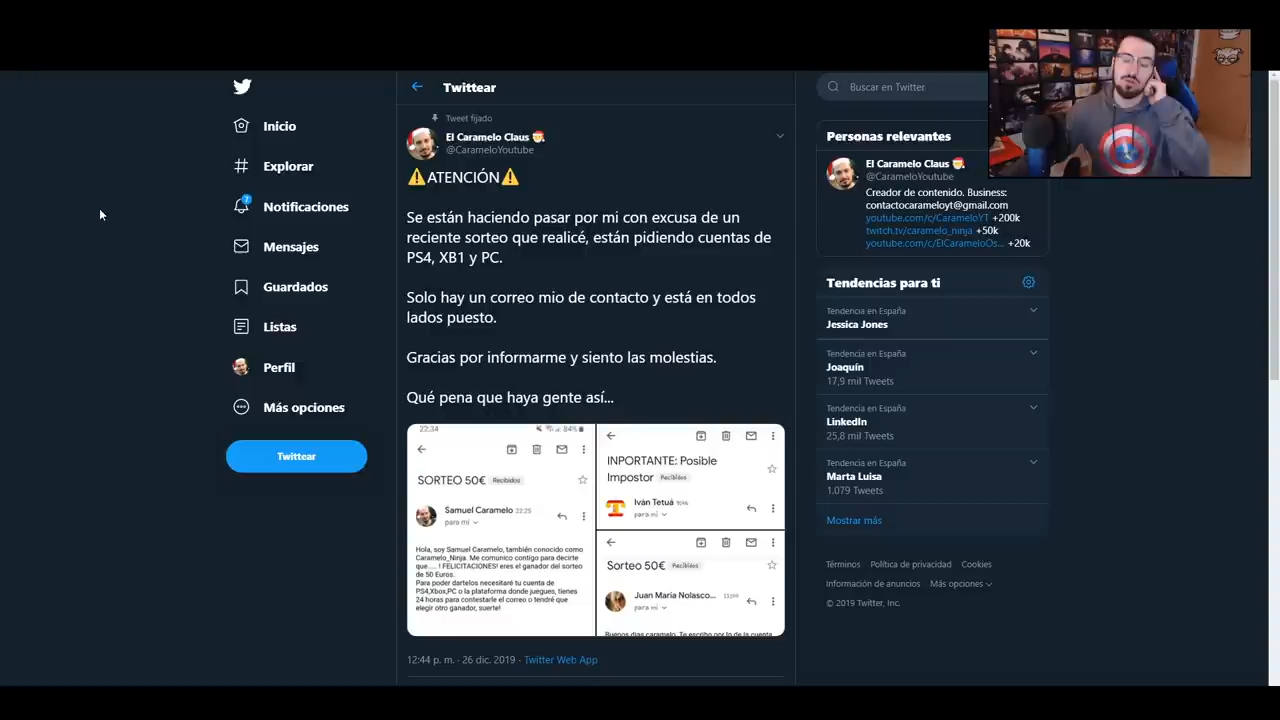 Inicio
Explorar
2
Notificaciones
Mensajes
Guardados
Listas
Perfil
Más opciones
Twittear
Twittear
Tweet fijado
El Caramelo Claus
@CarameloYoutube
ATENCIÓN
Se están haciendo pasar por mi con excusa de un
reciente sorteo que realicé, están pidiendo cuentas de
PS4, XB1 y PC.
Solo hay un correo mio de contacto y está en todos
lados puesto.
Gracias por informarme y siento las molestias.
Qué pena que haya gente así...
22:34
84%
SORTEO 50€ Recibidos
Samuel Caramelo 22:25
para mí
Hola, soy Samuel Caramelo, también conocido como
Caramelo_Ninja. Me comunico contigo para decirte
que..... ! FELICITACIONES! eres el ganador del sorteo
de 50 Euros.
Para poder dartelos necesitaré tu cuenta de
PS4,Xbox,PC o la plataforma donde juegues, tienes
24 horas para contestarle el correo o tendré que
elegir otro ganador, suerte!
INPORTANTE: Posible
Impostor Recibidos
Iván Tetuá
para mí
Sorteo 50€ Recibidos
Juan María Nolasco...
para mí
Buenos dias caramelo. Te escribo por lo de la cuenta
12:44 p. m. · 26 dic. 2019 · Twitter Web App
Buscar en Twitter
Personas relevantes
El Caramelo Claus
@CarameloYoutube
Creador de contenido. Business:
contactocarameloyt@gmail.com
youtube.com/c/CarameloYT +200k
twitch.tv/caramelo_ninja +50k
youtube.com/c/ElCarameloOs... +20k
Tendencias para ti
Tendencia en España
Jessica Jones
Tendencia en España
Joaquín
17,9 mil Tweets
Tendencia en España
LinkedIn
25,8 mil Tweets
Tendencia en España
Marta Luisa
1.079 Tweets
Mostrar más
Términos Política de privacidad Cookies
Información de anuncios Más opciones
© 2019 Twitter, Inc.